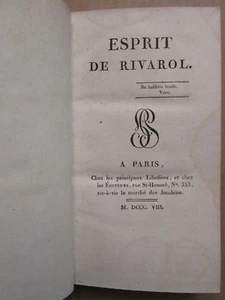 ESPRIT
DE RIVAROL.
A PARIS,
Chez les principaux Libraires, et chez
les ÉDITEURS, rue St-Honoré, N°. 353,
vis-à-vis le marché des Jacobins.
M. DCCC. VIII.